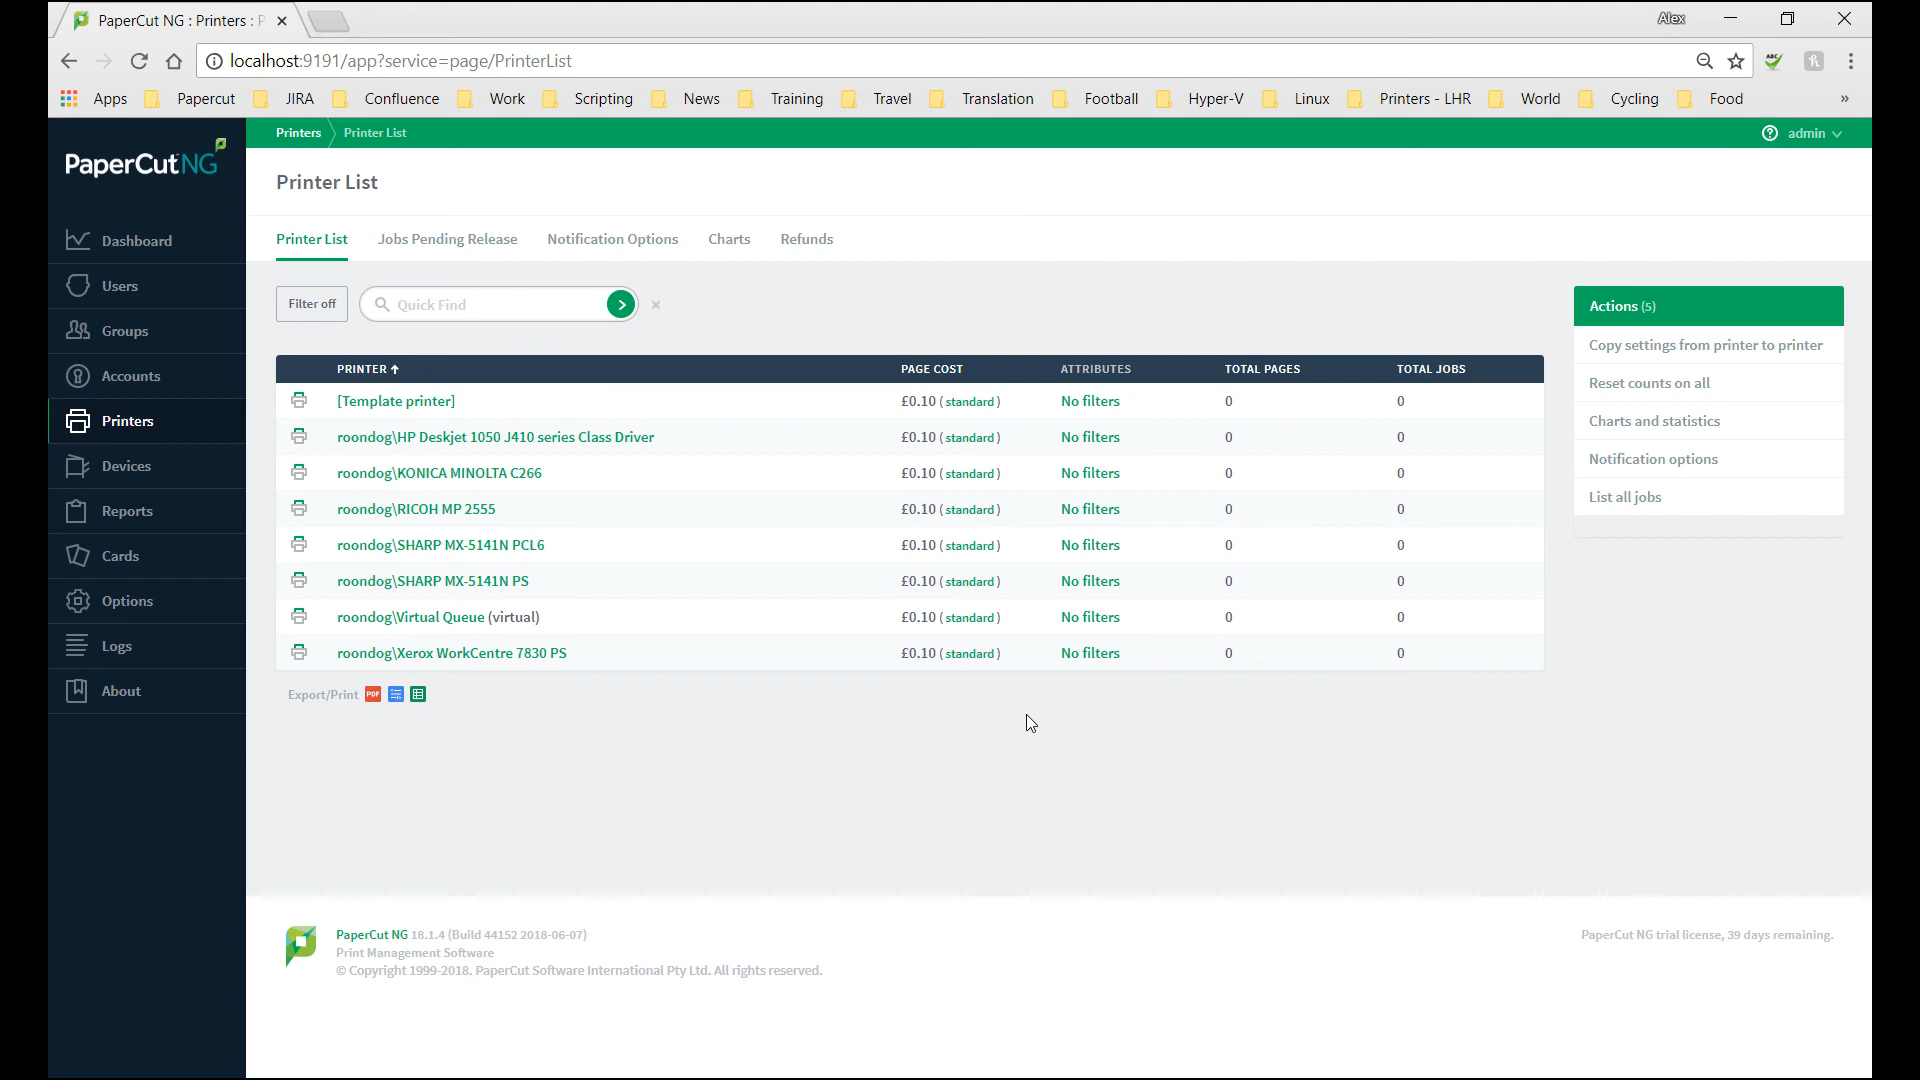 PaperCut NG : Printers : P
Alex
localhost:9191/app?service=page/PrinterList
Apps Papercut JIRA Confluence Work Scripting News Training Travel Translation Football Hyper-V Linux Printers - LHR World Cycling Food »
PaperCut NG
Printers Printer List
admin
Printer List
Printer List Jobs Pending Release Notification Options Charts Refunds
Dashboard
Users
Groups
Accounts
Printers
Devices
Reports
Cards
Options
Logs
About
Filter off Quick Find
PRINTER PAGE COST ATTRIBUTES TOTAL PAGES TOTAL JOBS
[Template printer] £0.10 ( standard ) No filters 0 0
roondog\HP Deskjet 1050 J410 series Class Driver £0.10 ( standard ) No filters 0 0
roondog\KONICA MINOLTA C266 £0.10 ( standard ) No filters 0 0
roondog\RICOH MP 2555 £0.10 ( standard ) No filters 0 0
roondog\SHARP MX-5141N PCL6 £0.10 ( standard ) No filters 0 0
roondog\SHARP MX-5141N PS £0.10 ( standard ) No filters 0 0
roondog\Virtual Queue (virtual) £0.10 ( standard ) No filters 0 0
roondog\Xerox WorkCentre 7830 PS £0.10 ( standard ) No filters 0 0
Export/Print PDF
Actions (5)
Copy settings from printer to printer
Reset counts on all
Charts and statistics
Notification options
List all jobs
PaperCut NG 18.1.4 (Build 44152 2018-06-07)
Print Management Software
© Copyright 1999-2018. PaperCut Software International Pty Ltd. All rights reserved.
PaperCut NG trial license, 39 days remaining.